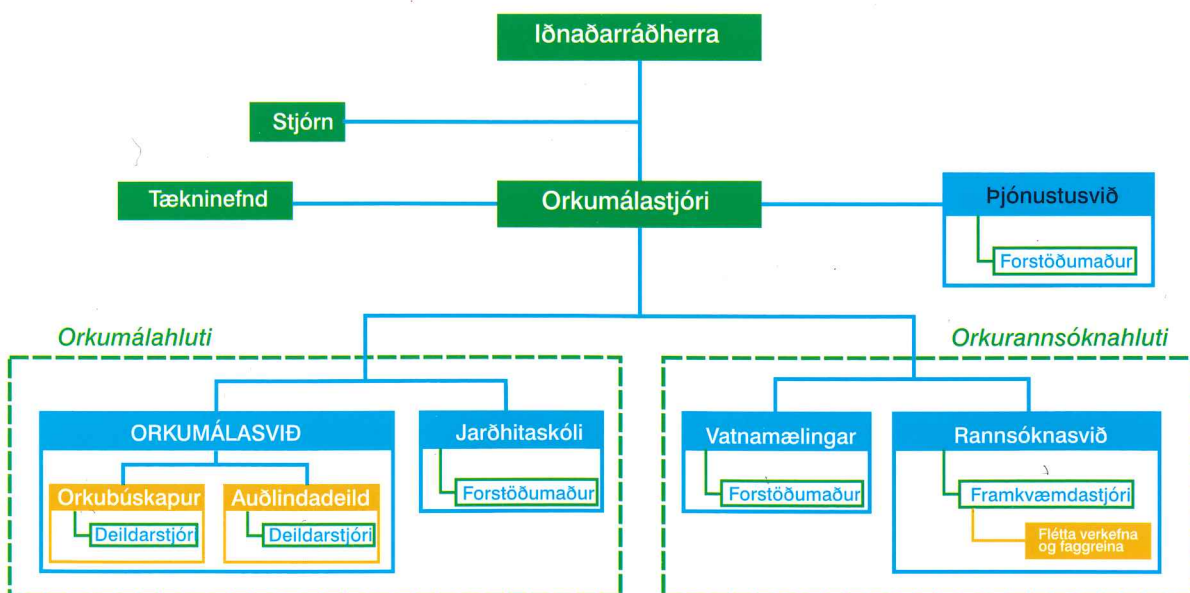 Iðnaðarráðherra
Stjórn
Tækninefnd
Orkumálastjóri
Þjónustusvið
Forstöðumaður
Orkumálahluti
Orkurannsóknahluti
ORKUMÁLASVIÐ
Jarðhitaskóli
Vatnamælingar
Rannsóknasvið
Orkubúskapur
Auðlindadeild
Forstöðumaður
Forstöðumaður
Framkvæmdastjóri
Deildarstjóri
Deildarstjóri
Flétta verkefna
og faggreina